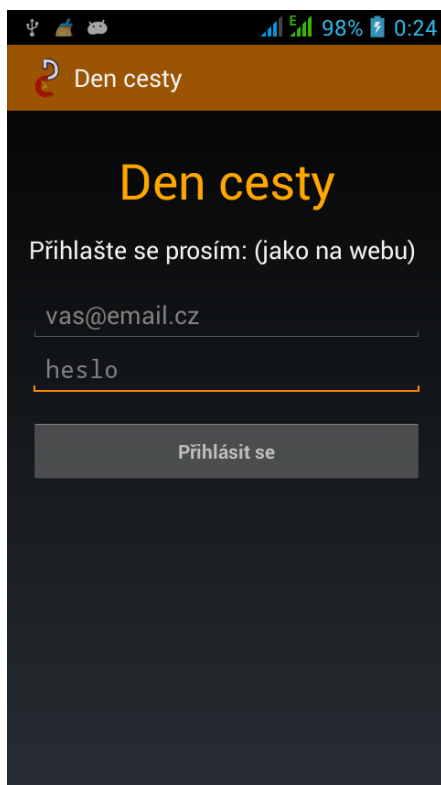 E 98% 0:24
Den cesty
Den cesty
Přihlašte se prosím: (jako na webu)
vas@email.cz
heslo
Přihlásit se